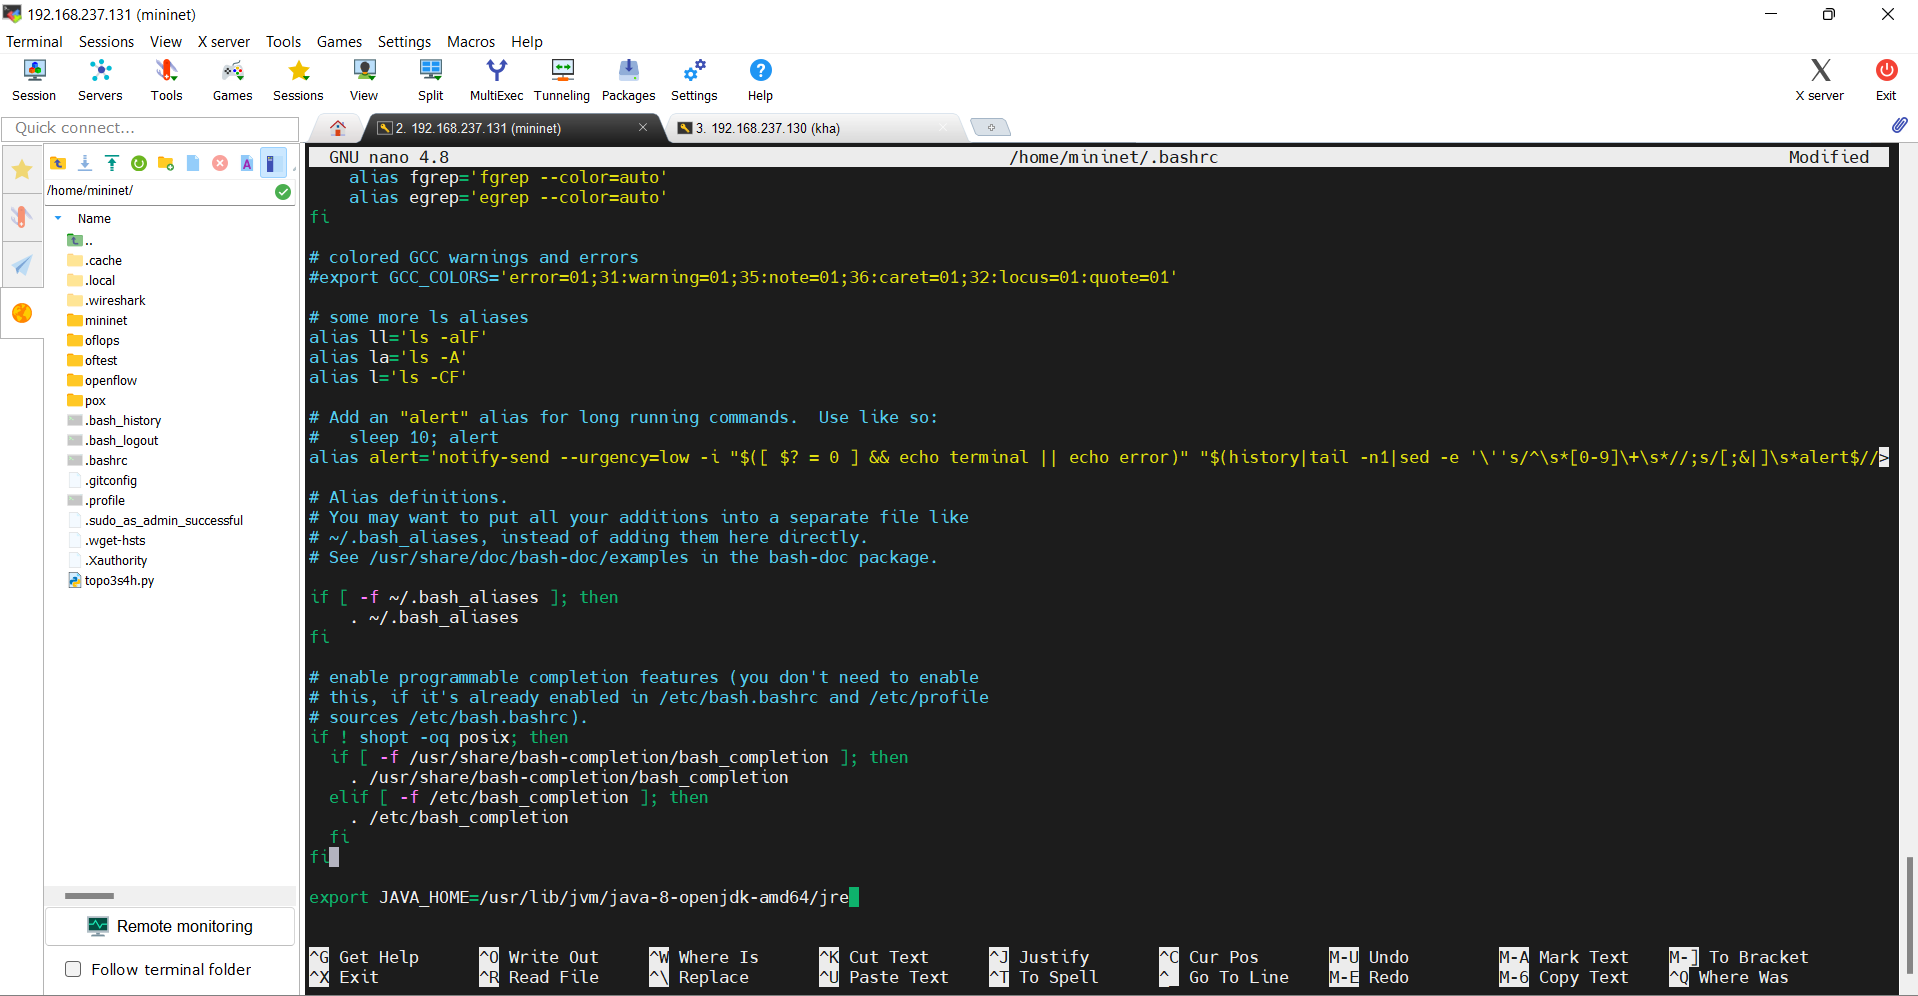 192.168.237.131 (mininet)
Terminal Sessions View X server Tools Games Settings Macros Help
Session Servers Tools Games Sessions View Split MultiExec Tunneling Packages Settings Help X server Exit
Quick connect...
2. 192.168.237.131 (mininet)
3. 192.168.237.130 (kha)
/home/mininet/
Name
..
.cache
.local
.wireshark
mininet
oflops
oftest
openflow
pox
.bash_history
.bash_logout
.bashrc
.gitconfig
.profile
.sudo_as_admin_successful
.wget-hsts
.Xauthority
topo3s4h.py
Remote monitoring
Follow terminal folder
GNU nano 4.8 /home/mininet/.bashrc Modified
    alias fgrep='fgrep --color=auto'
    alias egrep='egrep --color=auto'
fi
# colored GCC warnings and errors
#export GCC_COLORS='error=01;31:warning=01;35:note=01;36:caret=01;32:locus=01:quote=01'
# some more ls aliases
alias ll='ls -alF'
alias la='ls -A'
alias l='ls -CF'
# Add an "alert" alias for long running commands.  Use like so:
#   sleep 10; alert
alias alert='notify-send --urgency=low -i "$([ $? = 0 ] && echo terminal || echo error)" "$(history|tail -n1|sed -e '\''s/^\s*[0-9]\+\s*//;s/[;&|]\s*alert$//>
# Alias definitions.
# You may want to put all your additions into a separate file like
# ~/.bash_aliases, instead of adding them here directly.
# See /usr/share/doc/bash-doc/examples in the bash-doc package.
if [ -f ~/.bash_aliases ]; then
    . ~/.bash_aliases
fi
# enable programmable completion features (you don't need to enable
# this, if it's already enabled in /etc/bash.bashrc and /etc/profile
# sources /etc/bash.bashrc).
if ! shopt -oq posix; then
  if [ -f /usr/share/bash-completion/bash_completion ]; then
    . /usr/share/bash-completion/bash_completion
  elif [ -f /etc/bash_completion ]; then
    . /etc/bash_completion
  fi
fi
export JAVA_HOME=/usr/lib/jvm/java-8-openjdk-amd64/jre
^G Get Help ^O Write Out ^W Where Is ^K Cut Text ^J Justify ^C Cur Pos M-U Undo M-A Mark Text M-] To Bracket
^X Exit ^R Read File ^\ Replace ^U Paste Text ^T To Spell ^_ Go To Line M-E Redo M-6 Copy Text ^Q Where Was